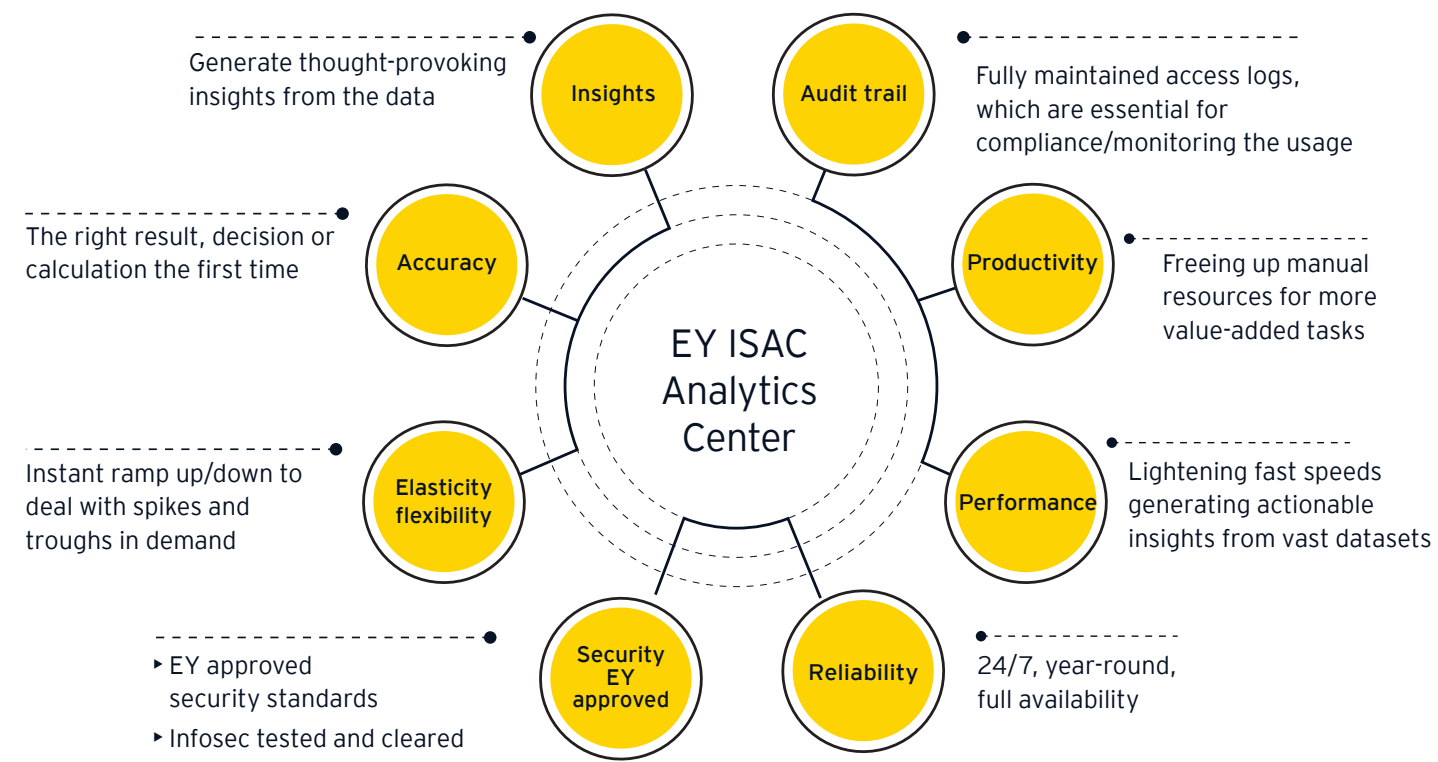 Generate thought-provoking
insights from the data
Insights
Audit trail
Fully maintained access logs,
which are essential for
compliance/monitoring the usage
The right result, decision or
calculation the first time
Accuracy
Productivity
Freeing up manual
resources for more
value-added tasks
EY ISAC
Analytics
Center
Instant ramp up/down to
deal with spikes and
troughs in demand
Elasticity
flexibility
Performance
Lightening fast speeds
generating actionable
insights from vast datasets
‣ EY approved
security standards
‣ Infosec tested and cleared
Security
EY
approved
Reliability
24/7, year-round,
full availability